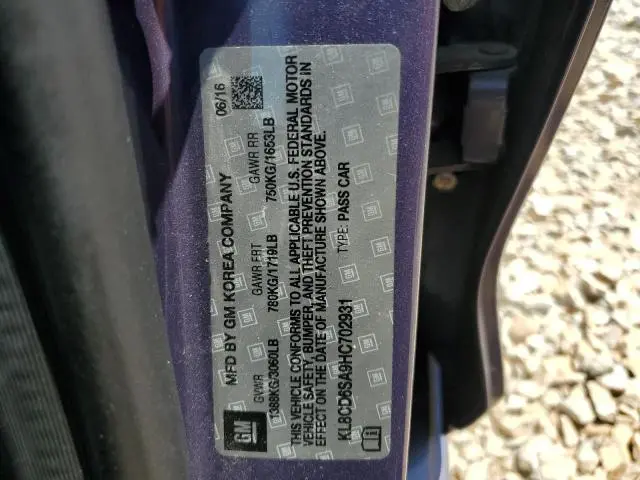 MFD BY GM KOREA COMPANY 06/16
GVWR GAWR FRT GAWR RR
1388KG/3060LB 780KG/1719LB 750KG/1653LB
THIS VEHICLE CONFORMS TO ALL APPLICABLE U.S. FEDERAL MOTOR
VEHICLE SAFETY, BUMPER, AND THEFT PREVENTION STANDARDS IN
EFFECT ON THE DATE OF MANUFACTURE SHOWN ABOVE.
KL8CD6SA9HC702931 TYPE: PASS CAR
GM